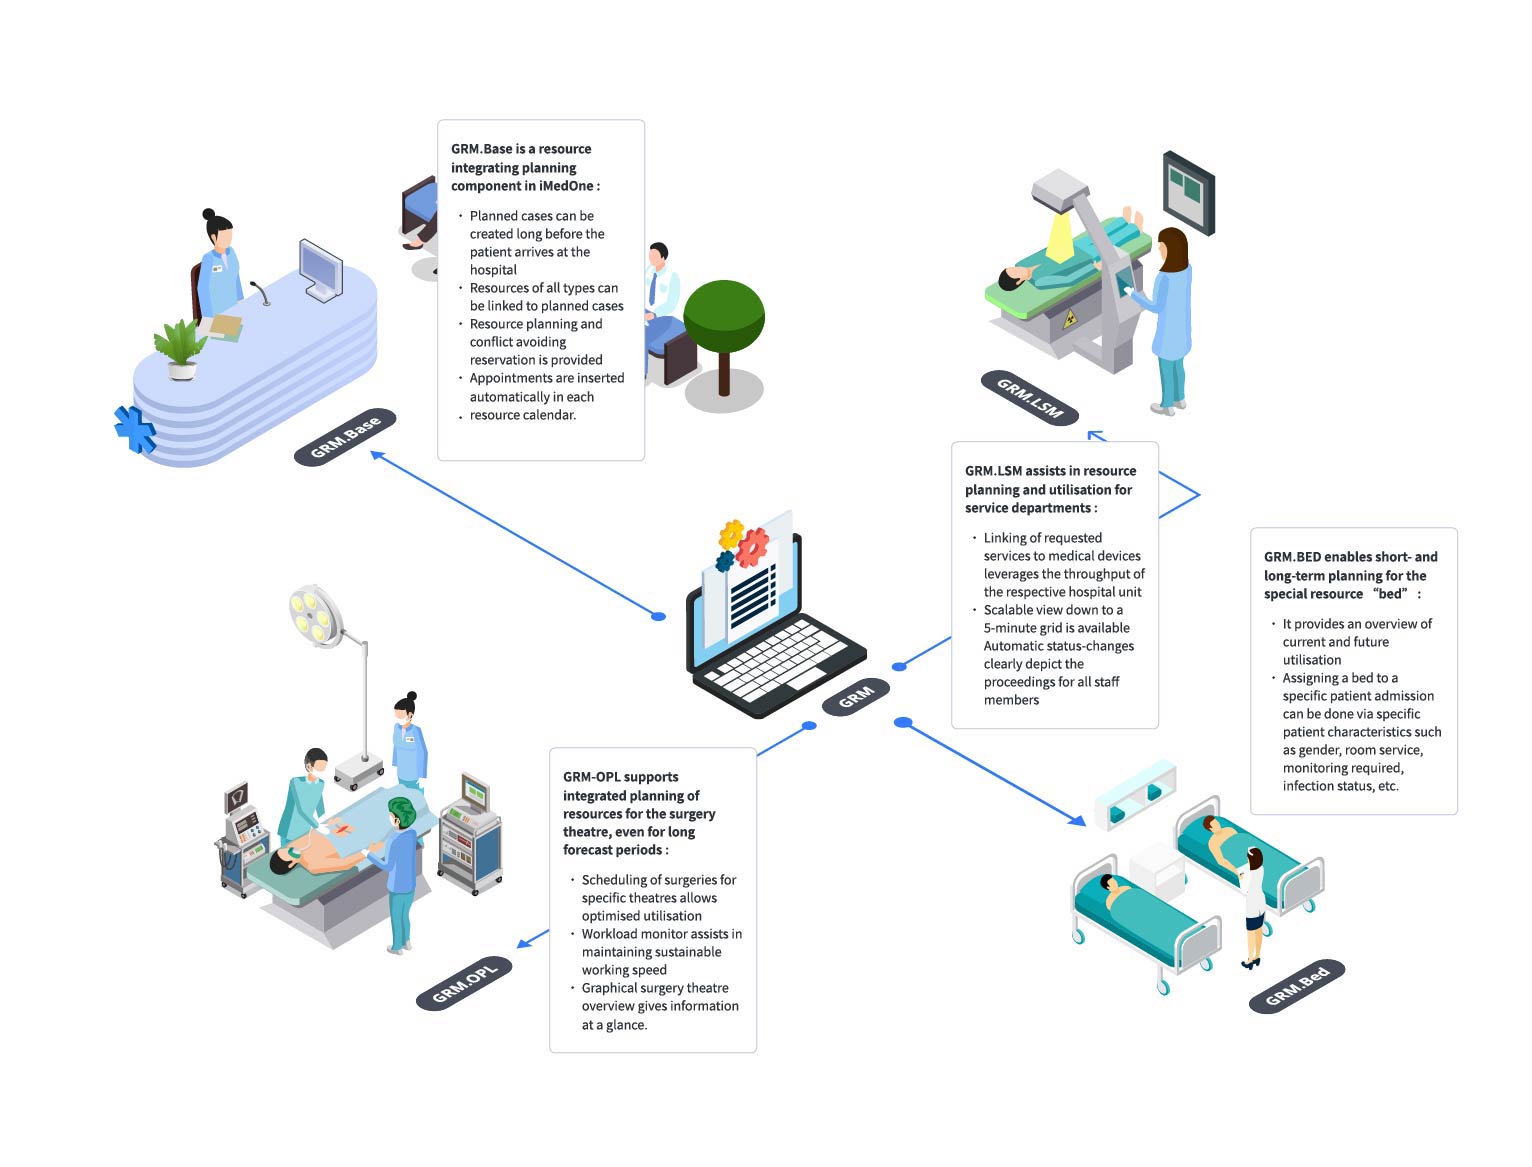 GRM.Base is a resource
integrating planning
component in iMedOne :
· Planned cases can be
created long before the
patient arrives at the
hospital
· Resources of all types can
be linked to planned cases
· Resource planning and
conflict avoiding
reservation is provided
· Appointments are inserted
automatically in each
· resource calendar.
GRM.Base
GRM.LSM
GRM.LSM assists in resource
planning and utilisation for
service departments :
· Linking of requested
services to medical devices
leverages the throughput of
the respective hospital unit
· Scalable view down to a
5-minute grid is available
Automatic status-changes
clearly depict the
proceedings for all staff
members
GRM.BED enables short- and
long-term planning for the
special resource “bed” :
· It provides an overview of
current and future
utilisation
· Assigning a bed to a
specific patient admission
can be done via specific
patient characteristics such
as gender, room service,
monitoring required,
infection status, etc.
GRM
GRM-OPL supports
integrated planning of
resources for the surgery
theatre, even for long
forecast periods :
· Scheduling of surgeries for
specific theatres allows
optimised utilisation
· Workload monitor assists in
maintaining sustainable
working speed
· Graphical surgery theatre
overview gives information
at a glance.
GRM.OPL
GRM.Bed